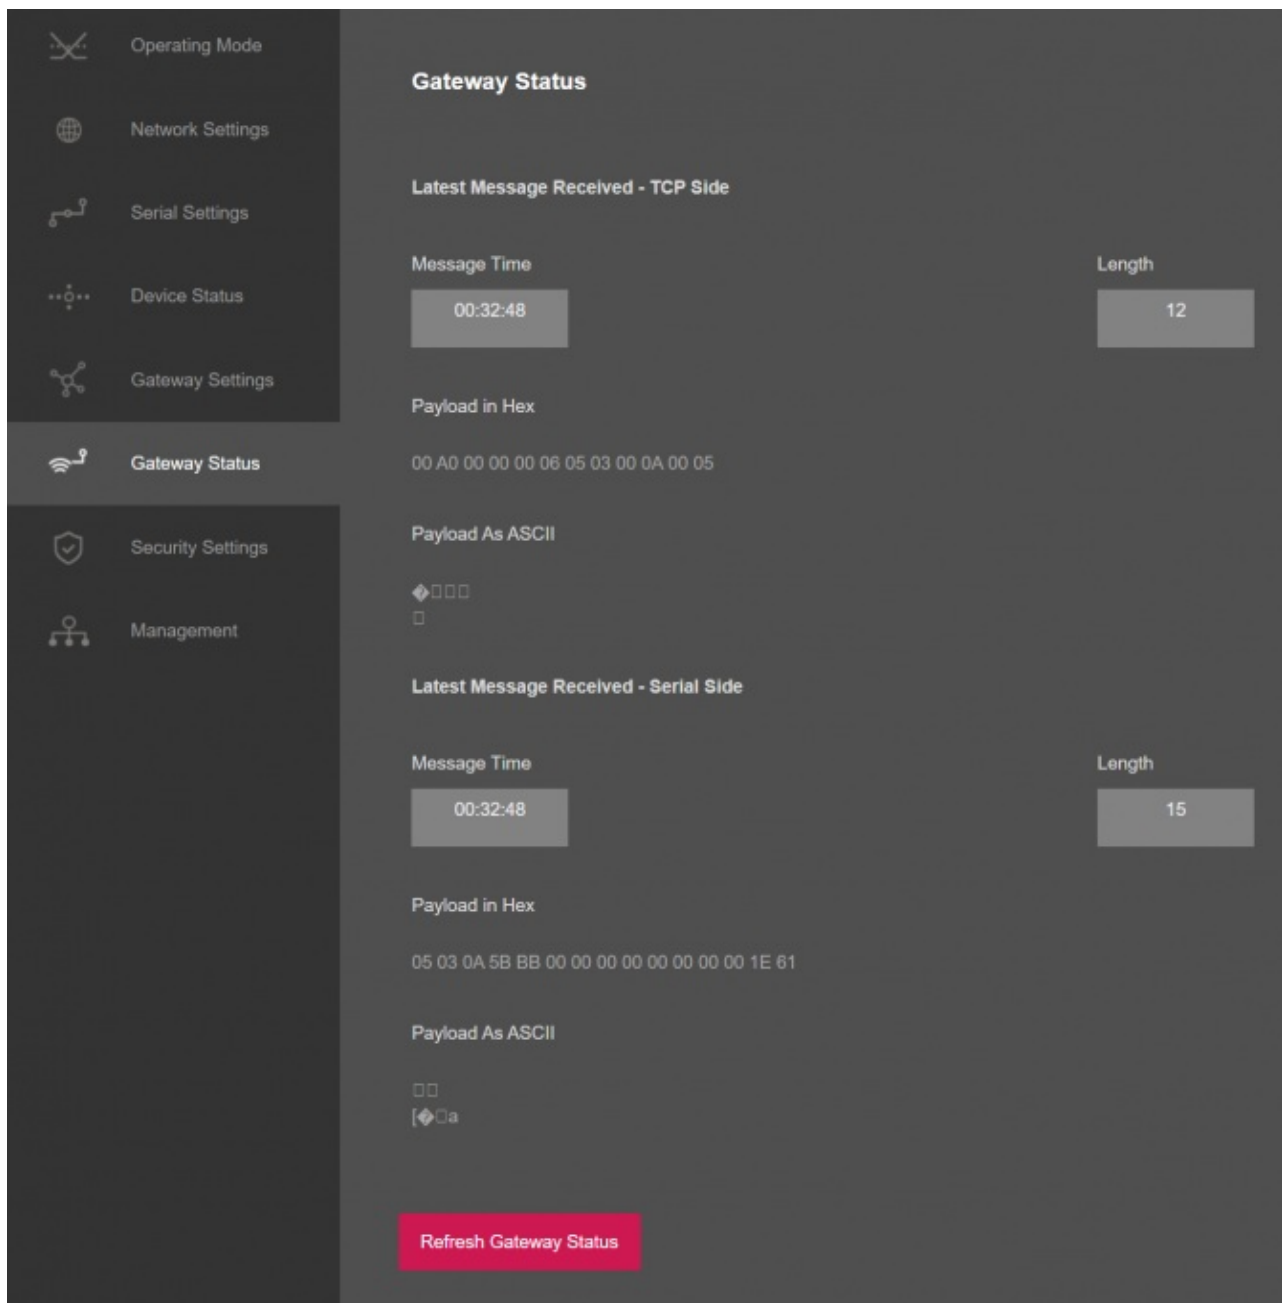 Operating Mode
Network Settings
Serial Settings
Device Status
Gateway Settings
Gateway Status
Security Settings
Management
Gateway Status
Latest Message Received - TCP Side
Message Time
Length
00:32:48
12
Payload in Hex
00 A0 00 00 00 06 05 03 00 0A 00 05
Payload As ASCII
�□□□
□
Latest Message Received - Serial Side
Message Time
Length
00:32:48
15
Payload in Hex
05 03 0A 5B BB 00 00 00 00 00 00 00 00 1E 61
Payload As ASCII
□□
[�□a
Refresh Gateway Status